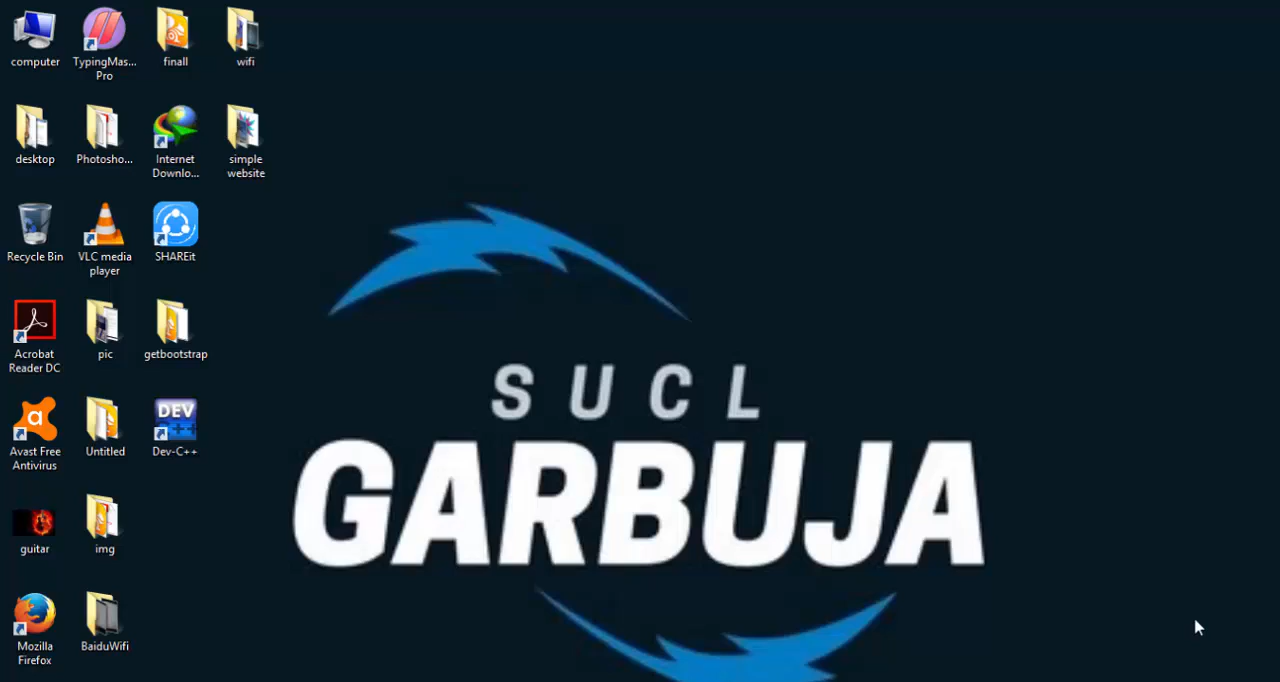 computer
TypingMas...
Pro
finall
wifi
desktop
Photosho...
Internet
Downlo...
simple
website
Recycle Bin
VLC media
player
SHAREit
Acrobat
Reader DC
pic
getbootstrap
Avast Free
Antivirus
Untitled
DEV
C++
Dev-C++
guitar
img
Mozilla
Firefox
BaiduWifi
SUCL
GARBUJA